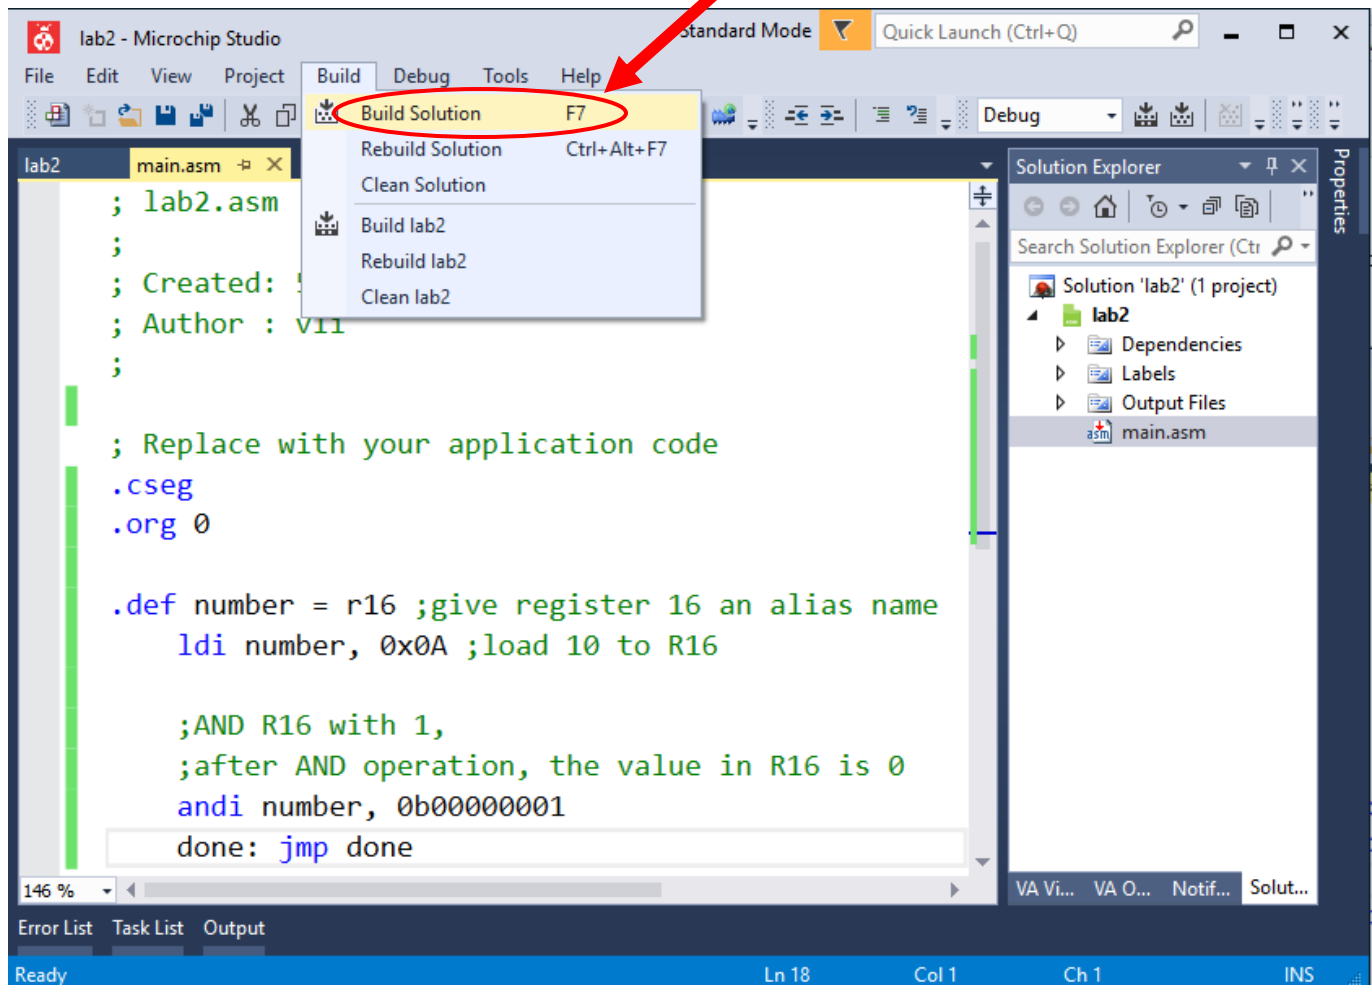 lab2 - Microchip Studio
Standard Mode
Quick Launch (Ctrl+Q)
File Edit View Project Build Debug Tools Help
Debug
Build Solution F7
Rebuild Solution Ctrl+Alt+F7
Clean Solution
Build lab2
Rebuild lab2
Clean lab2
lab2 main.asm
; lab2.asm
;
; Created:
; Author : vii
;
; Replace with your application code
.cseg
.org 0
.def number = r16 ;give register 16 an alias name
ldi number, 0x0A ;load 10 to R16
;AND R16 with 1,
;after AND operation, the value in R16 is 0
andi number, 0b00000001
done: jmp done
146 %
Solution Explorer
Search Solution Explorer (Ctr
Solution 'lab2' (1 project)
lab2
Dependencies
Labels
Output Files
asm main.asm
VA Vi... VA O... Notif... Solut...
Properties
Error List Task List Output
Ready Ln 18 Col 1 Ch 1 INS